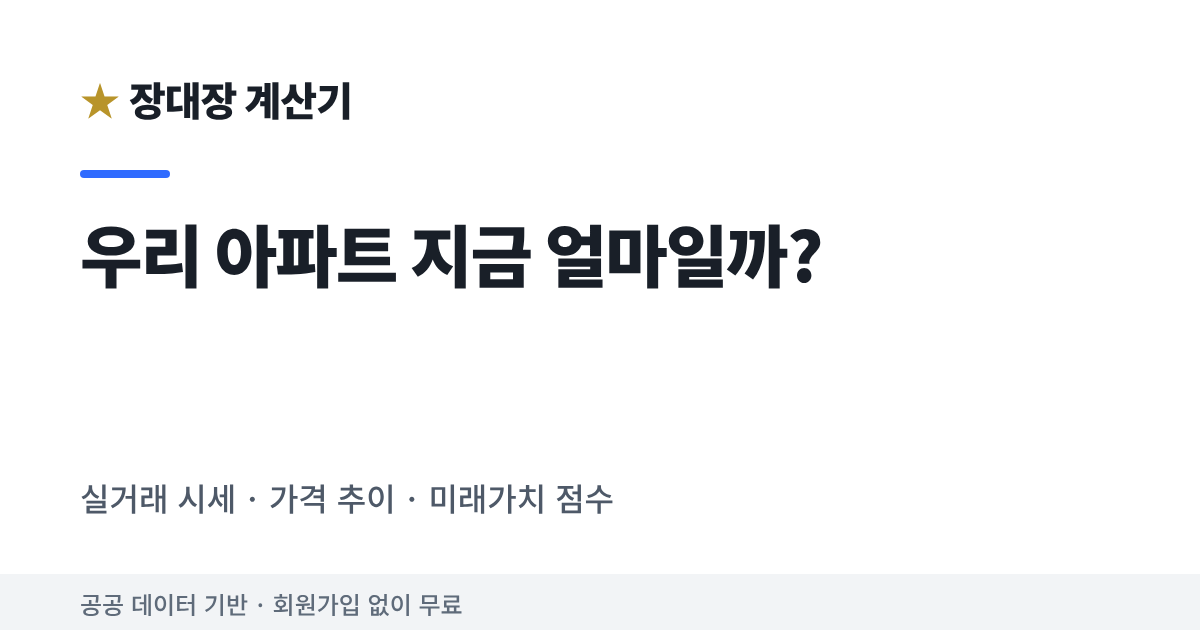 ★ 장대장 계산기
우리 아파트 지금 얼마일까?
실거래 시세 · 가격 추이 · 미래가치 점수
공공 데이터 기반 · 회원가입 없이 무료